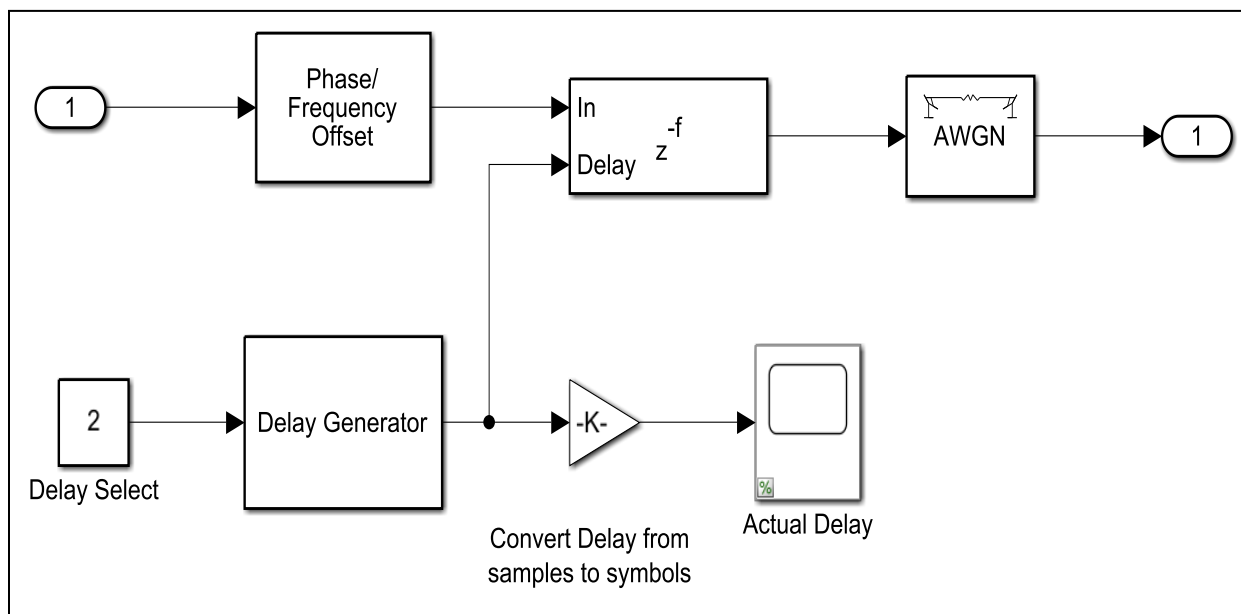 1
Phase/
Frequency
Offset
In
Delay
z
-f
AWGN
1
2
Delay Select
Delay Generator
-K-
Convert Delay from
samples to symbols
%
Actual Delay